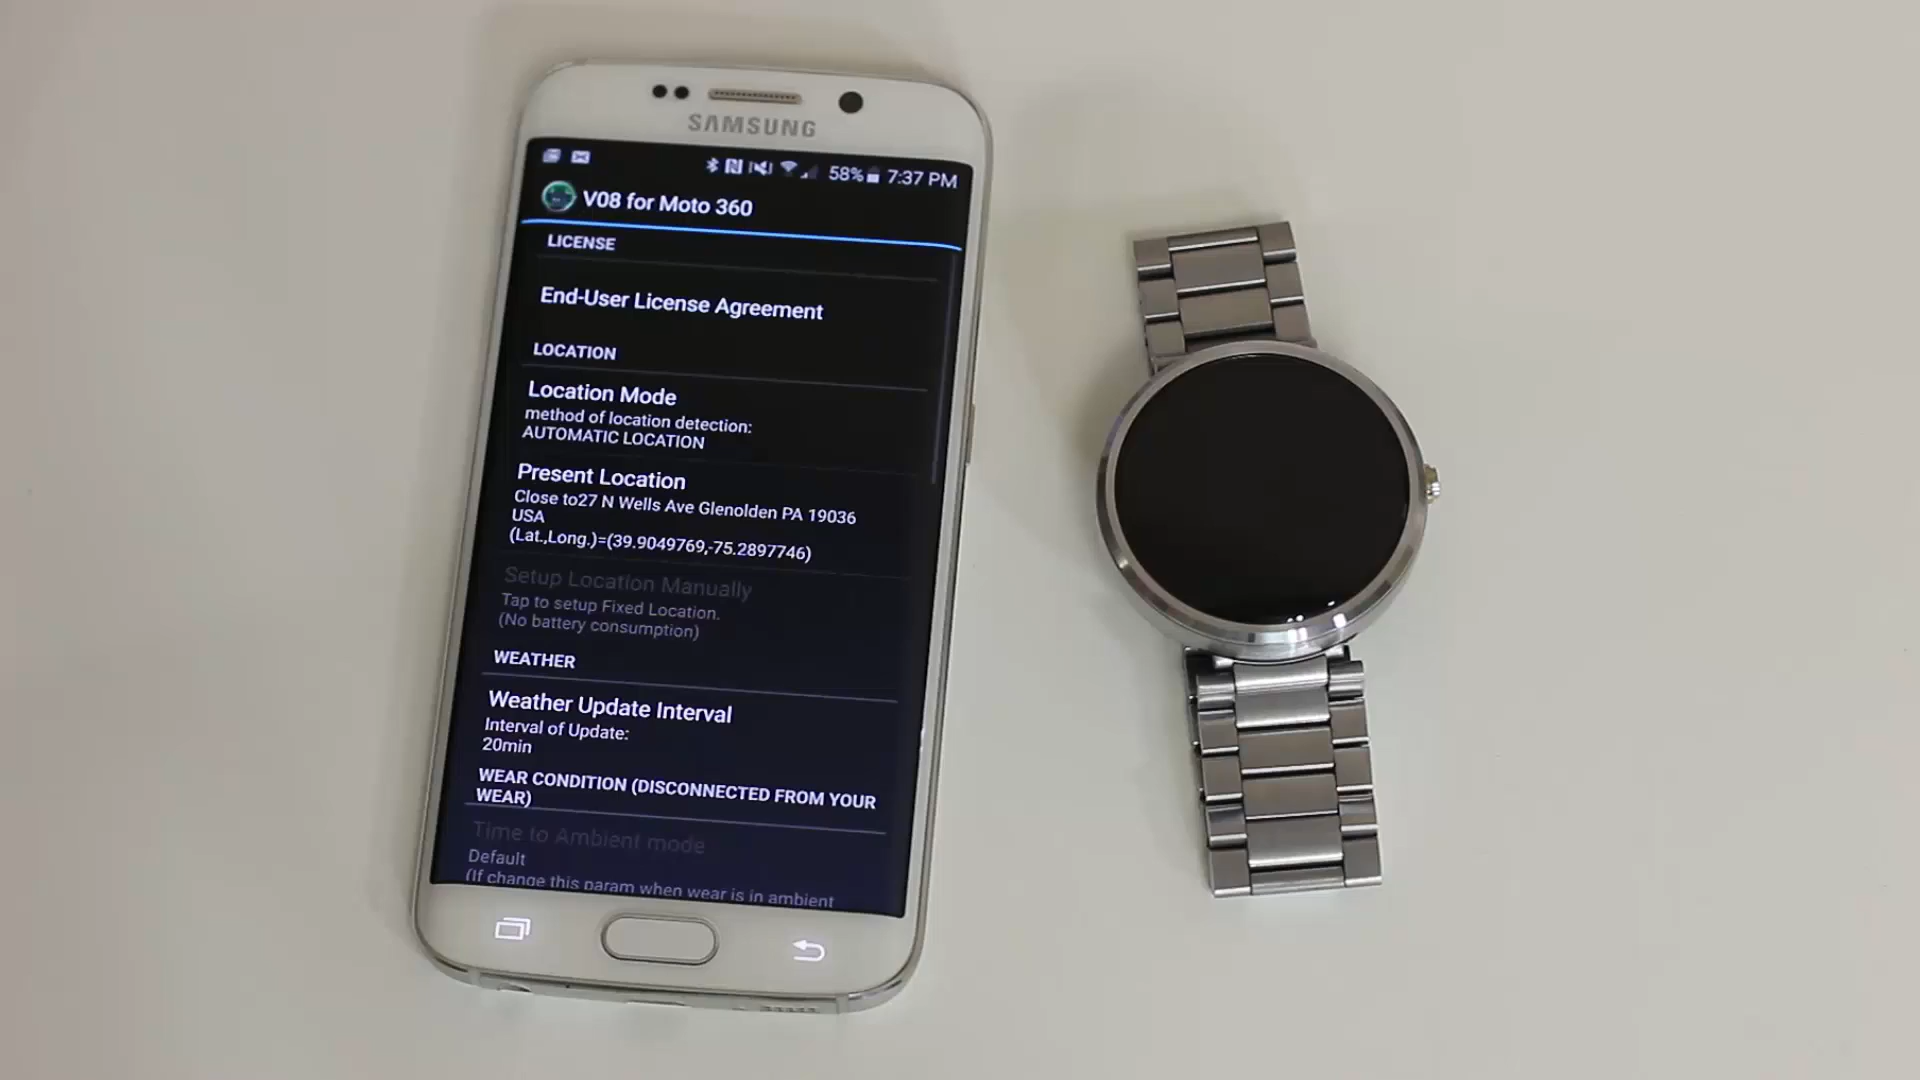 SAMSUNG
58% 7:37 PM
V08 for Moto 360
LICENSE
End-User License Agreement
LOCATION
Location Mode
method of location detection:
AUTOMATIC LOCATION
Present Location
Close to27 N Wells Ave Glenolden PA 19036
USA
(Lat.,Long.)=(39.9049769,-75.2897746)
Setup Location Manually
Tap to setup Fixed Location.
(No battery consumption)
WEATHER
Weather Update Interval
Interval of Update:
20min
WEAR CONDITION (DISCONNECTED FROM YOUR
WEAR)
Time to Ambient mode
Default
(If change this param when wear is in ambient